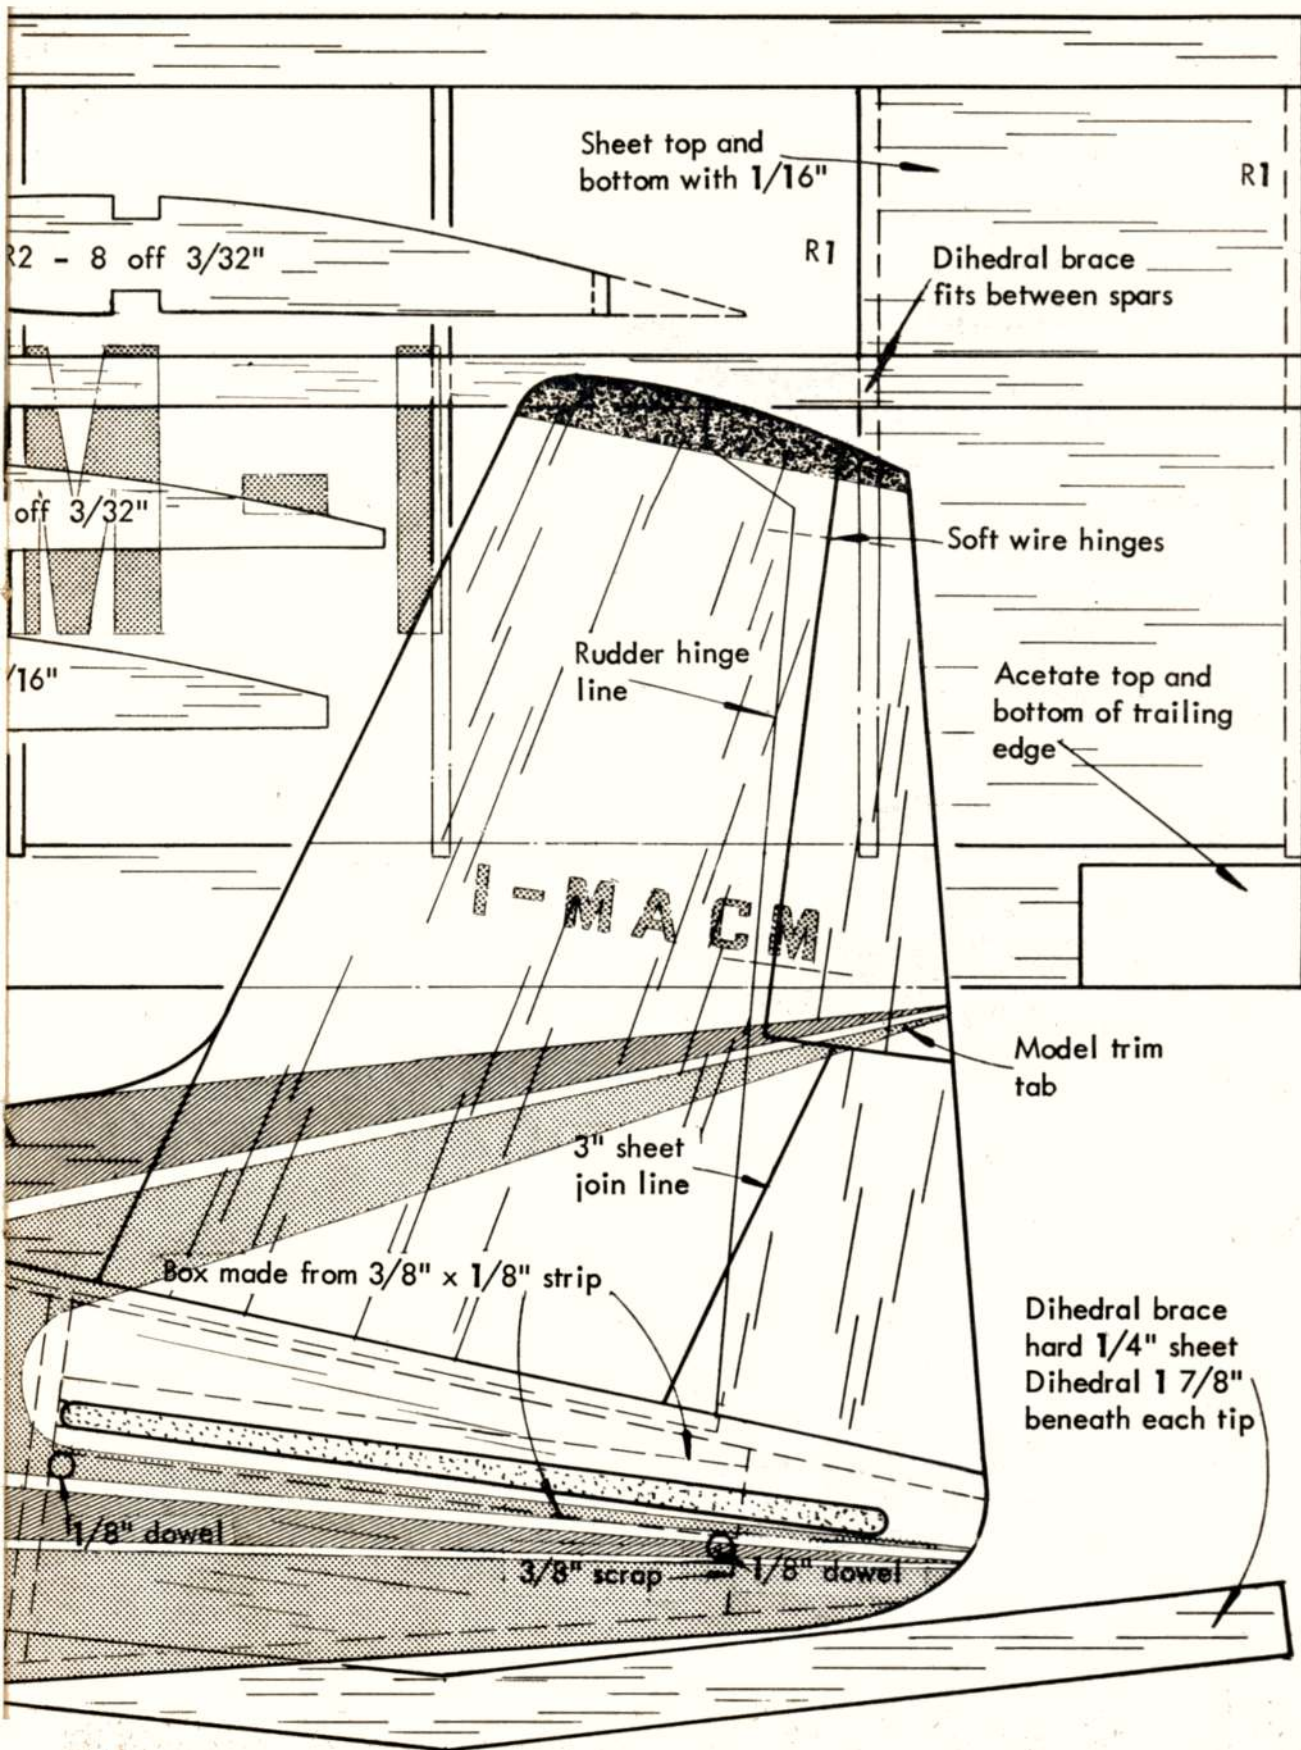 Sheet top and
bottom with 1/16"
R1
R1
R2 - 8 off 3/32"
Dihedral brace
fits between spars
off 3/32"
Soft wire hinges
Rudder hinge
line
/16"
Acetate top and
bottom of trailing
edge
I-MACM
Model trim
tab
3" sheet
join line
Box made from 3/8" x 1/8" strip
Dihedral brace
hard 1/4" sheet
Dihedral 1 7/8"
beneath each tip
1/8" dowel
3/8" scrap
1/8" dowel